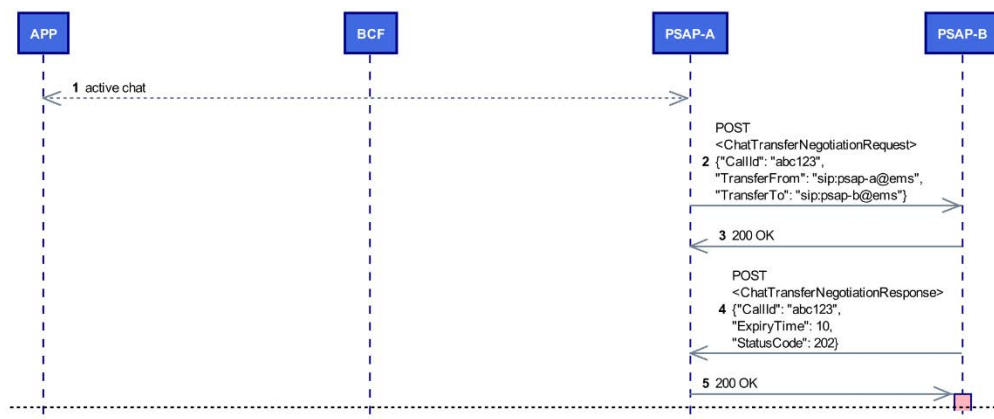 APP
BCF
PSAP-A
PSAP-B
1 active chat
POST
<ChatTransferNegotiationRequest>
2 {"CallId": "abc123",
"TransferFrom": "sip:psap-a@ems",
"TransferTo": "sip:psap-b@ems"}
3 200 OK
POST
<ChatTransferNegotiationResponse>
4 {"CallId": "abc123",
"ExpiryTime": 10,
"StatusCode": 202}
5 200 OK